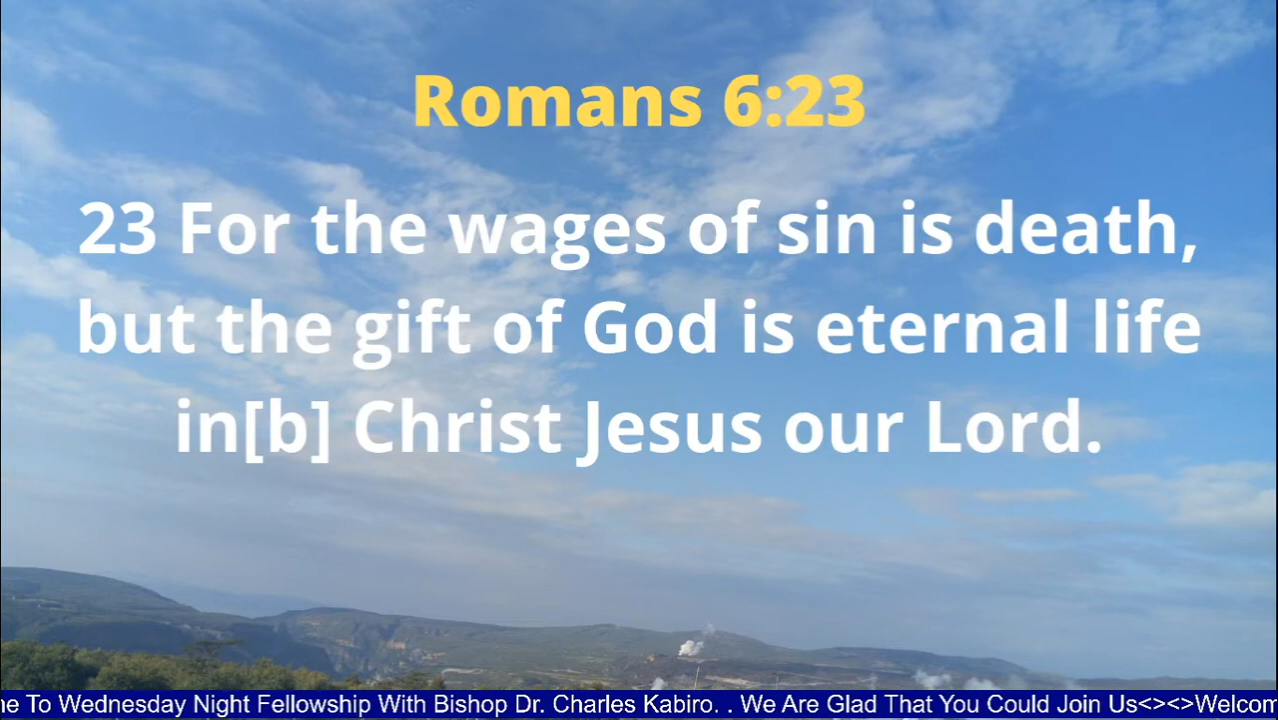 Romans 6:23
23 For the wages of sin is death,
but the gift of God is eternal life
in[b] Christ Jesus our Lord.
To Wednesday Night Fellowship With Bishop Dr. Charles Kabiro. . We Are Glad That You Could Join Us<><>Welcom